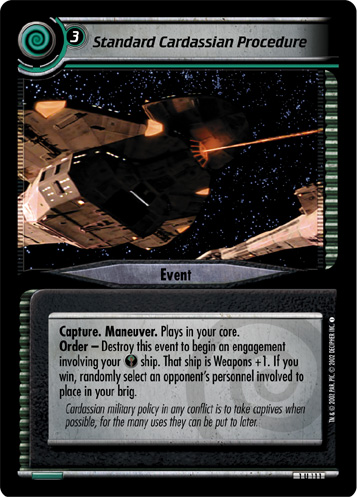 3 Standard Cardassian Procedure
Event
Capture. Maneuver. Plays in your core.
Order – Destroy this event to begin an engagement
involving your ship. That ship is Weapons +1. If you
win, randomly select an opponent's personnel involved to
place in your brig.
Cardassian military policy in any conflict is to take captives when
possible, for the many uses they can be put to later.
TM & © 2002 PAR. PIC. © 2002 DECIPHER INC.
1 U 133